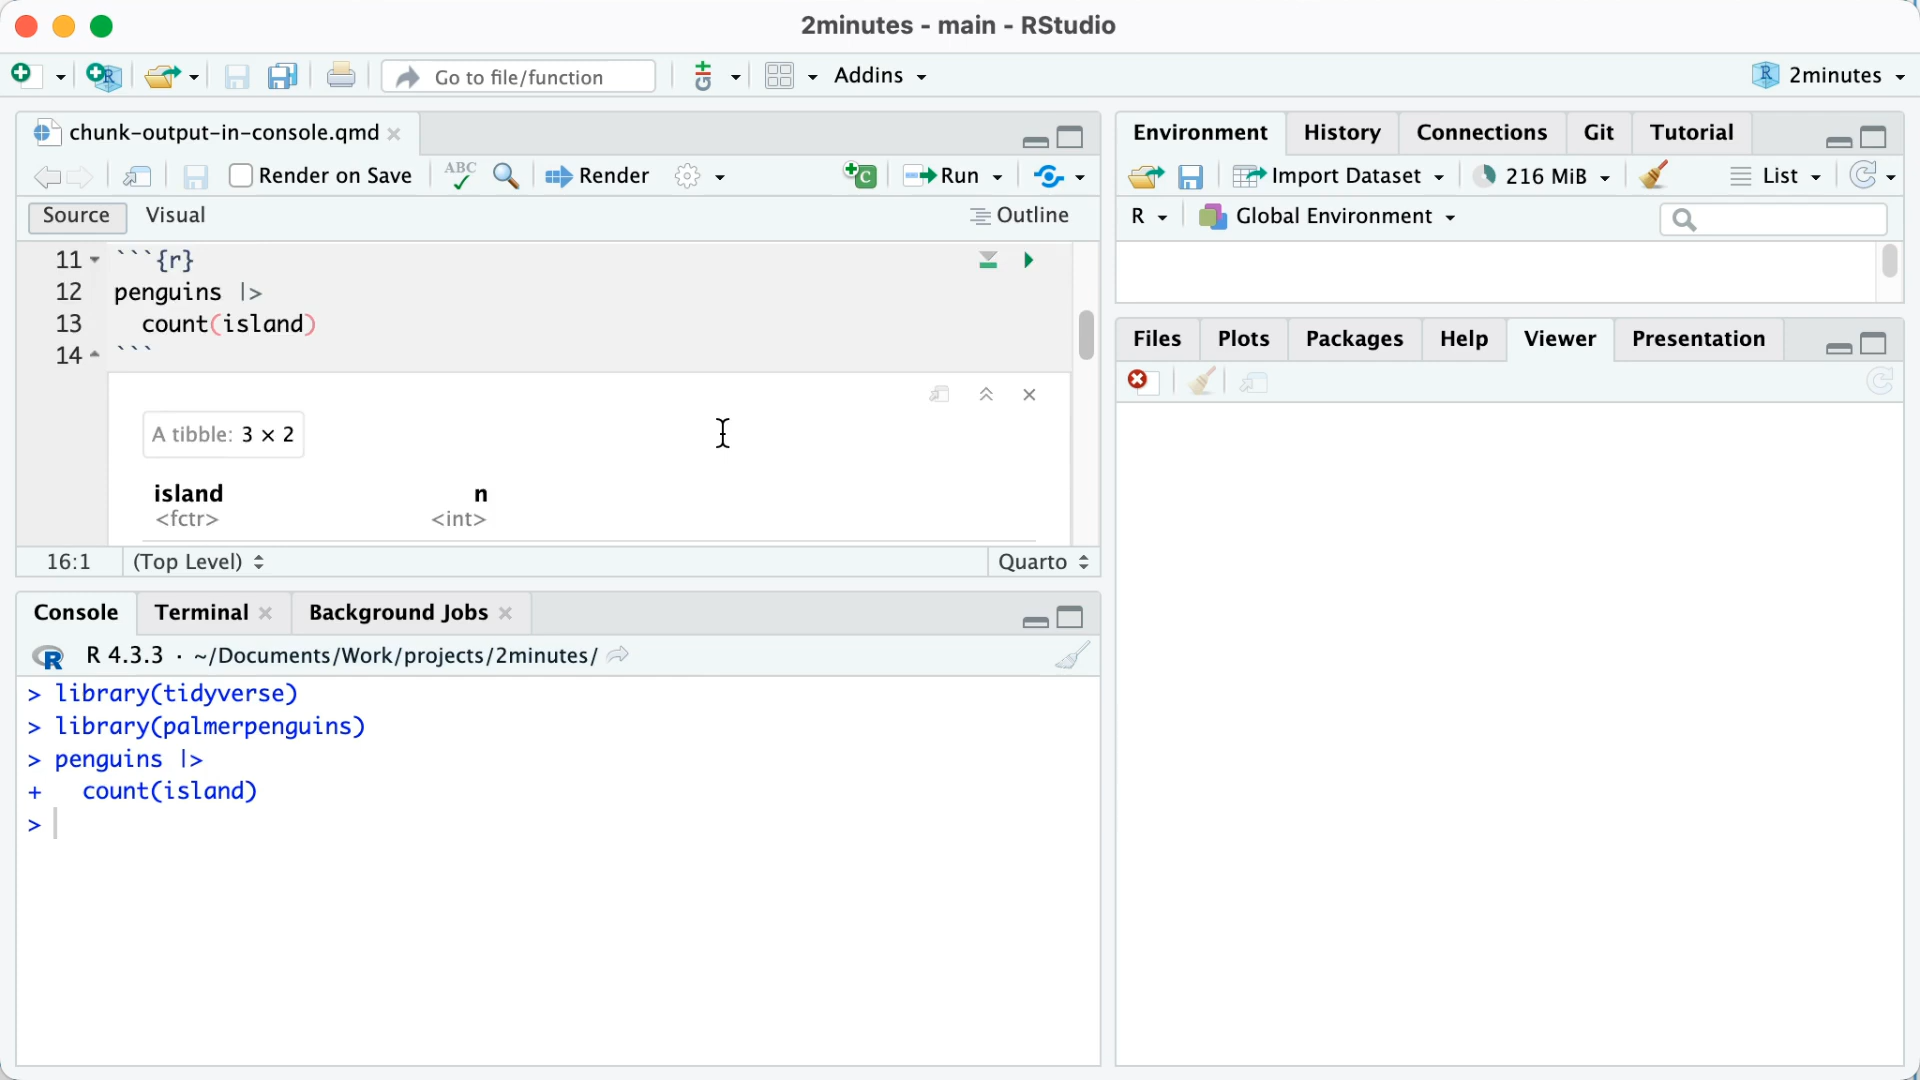 2minutes - main - RStudio
Go to file/function
Addins
2minutes
chunk-output-in-console.qmd
Render on Save
ABC
Render
Run
Source
Visual
Outline
11 ```{r}
12 penguins |>
13 count(island)
14 ```
A tibble: 3 × 2
island n
<fctr> <int>
16:1 (Top Level) Quarto
Console Terminal Background Jobs
R 4.3.3 · ~/Documents/Work/projects/2minutes/
> library(tidyverse)
> library(palmerpenguins)
> penguins |>
+ count(island)
>
Environment History Connections Git Tutorial
Import Dataset 216 MiB List
R Global Environment
Files Plots Packages Help Viewer Presentation